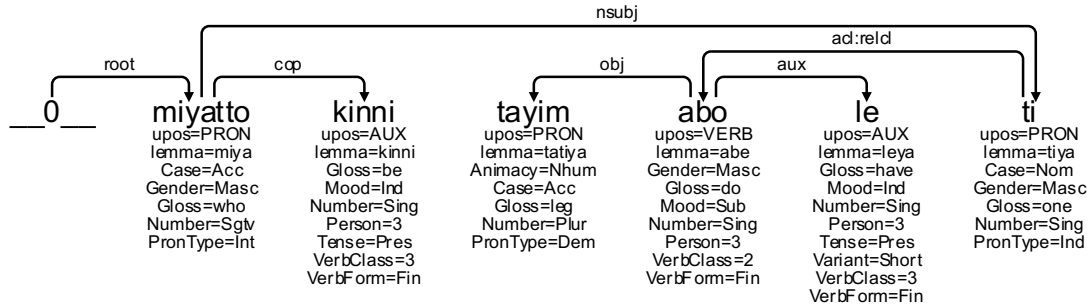 nsubj
acl:relcl
root cop obj aux
__0__ miyatto kinni tayim abo le ti
upos=PRON upos=AUX upos=PRON upos=VERB upos=AUX upos=PRON
lemma=miya lemma=kinni lemma=tatiya lemma=abe lemma=leya lemma=tiya
Case=Acc Gloss=be Animacy=Nhum Gender=Masc Gloss=have Case=Nom
Gender=Masc Mood=Ind Case=Acc Gloss=do Mood=Ind Gender=Masc
Gloss=who Number=Sing Gloss=leg Mood=Sub Number=Sing Gloss=one
Number=Sgtv Person=3 Number=Plur Number=Sing Person=3 Number=Sing
PronType=Int Tense=Pres PronType=Dem Person=3 Tense=Pres PronType=Ind
VerbClass=3 VerbClass=2 Variant=Short
VerbForm=Fin VerbForm=Fin VerbClass=3
VerbForm=Fin